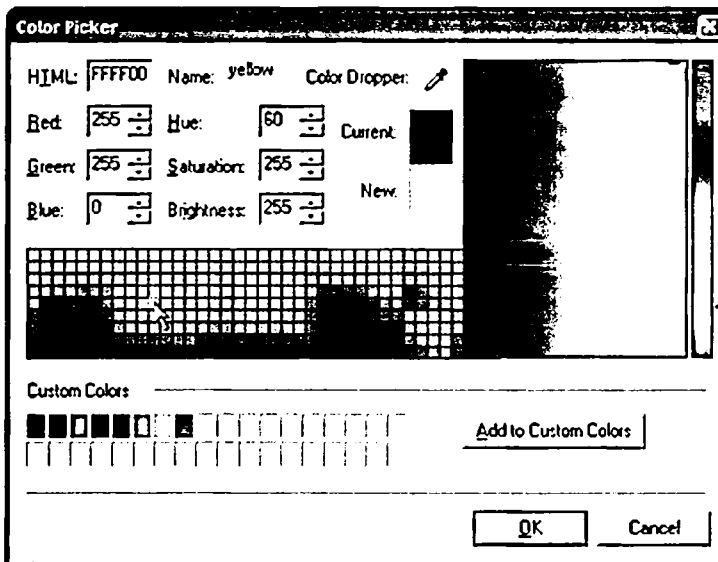 Color Picker
HTML: FFFF00 Name: yellow Color Dropper:
Red: 255 Hue: 60 Current:
Green: 255 Saturation: 255
New:
Blue: 0 Brightness: 255
Custom Colors
Add to Custom Colors
OK Cancel